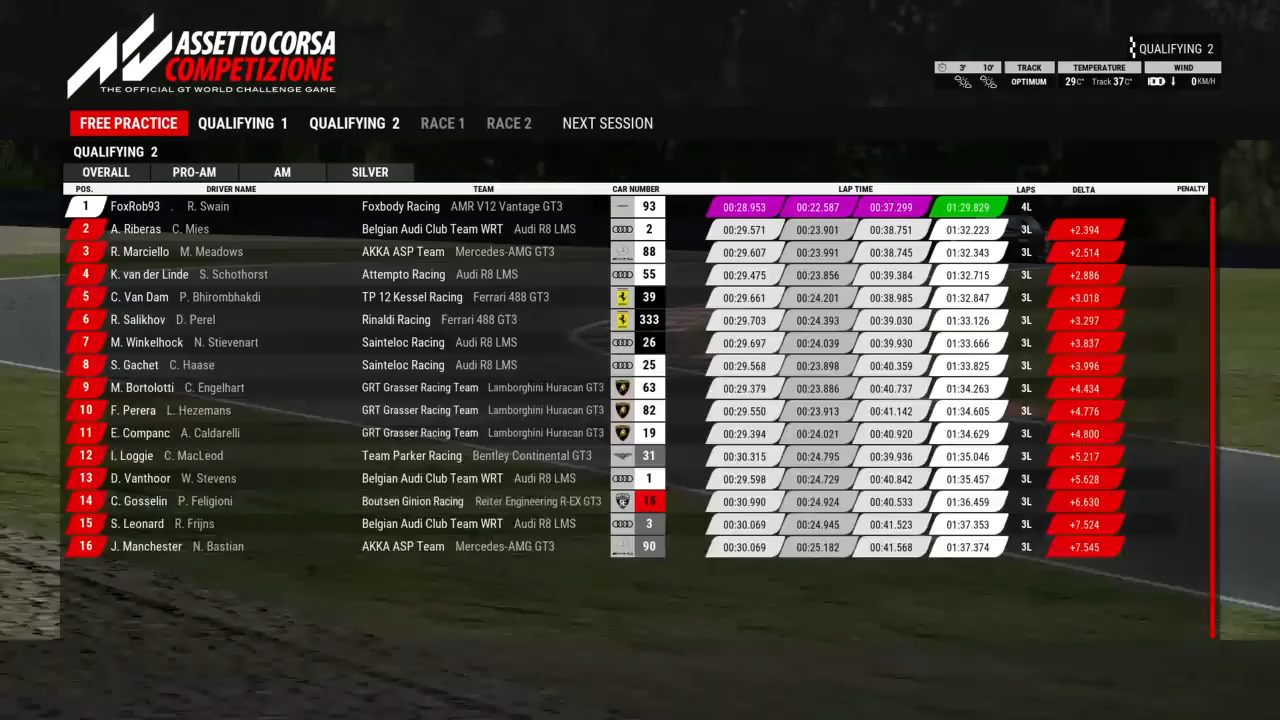 ASSETTO CORSA
COMPETIZIONE
THE OFFICIAL GT WORLD CHALLENGE GAME
QUALIFYING 2
3' 10' TRACK TEMPERATURE WIND
OPTIMUM 29C° Track 37C° 0KM/H
FREE PRACTICE QUALIFYING 1 QUALIFYING 2 RACE 1 RACE 2 NEXT SESSION
QUALIFYING 2
OVERALL PRO-AM AM SILVER
POS. DRIVER NAME TEAM CAR NUMBER LAP TIME LAPS DELTA PENALTY
1 FoxRob93 . R. Swain Foxbody Racing AMR V12 Vantage GT3 93 00:28.953 00:22.587 00:37.299 01:29.829 4L
2 A. Riberas C. Mies Belgian Audi Club Team WRT Audi R8 LMS 2 00:29.571 00:23.901 00:38.751 01:32.223 3L +2.394
3 R. Marciello M. Meadows AKKA ASP Team Mercedes-AMG GT3 88 00:29.607 00:23.991 00:38.745 01:32.343 3L +2.514
4 K. van der Linde S. Schothorst Attempto Racing Audi R8 LMS 55 00:29.475 00:23.856 00:39.384 01:32.715 3L +2.886
5 C. Van Dam P. Bhirombhakdi TP 12 Kessel Racing Ferrari 488 GT3 39 00:29.661 00:24.201 00:38.985 01:32.847 3L +3.018
6 R. Salikhov D. Perel Rinaldi Racing Ferrari 488 GT3 333 00:29.703 00:24.393 00:39.030 01:33.126 3L +3.297
7 M. Winkelhock N. Stievenart Sainteloc Racing Audi R8 LMS 26 00:29.697 00:24.039 00:39.930 01:33.666 3L +3.837
8 S. Gachet C. Haase Sainteloc Racing Audi R8 LMS 25 00:29.568 00:23.898 00:40.359 01:33.825 3L +3.996
9 M. Bortolotti C. Engelhart GRT Grasser Racing Team Lamborghini Huracan GT3 63 00:29.379 00:23.886 00:40.737 01:34.263 3L +4.434
10 F. Perera L. Hezemans GRT Grasser Racing Team Lamborghini Huracan GT3 82 00:29.550 00:23.913 00:41.142 01:34.605 3L +4.776
11 E. Companc A. Caldarelli GRT Grasser Racing Team Lamborghini Huracan GT3 19 00:29.394 00:24.021 00:40.920 01:34.629 3L +4.800
12 I. Loggie C. MacLeod Team Parker Racing Bentley Continental GT3 31 00:30.315 00:24.795 00:39.936 01:35.046 3L +5.217
13 D. Vanthoor W. Stevens Belgian Audi Club Team WRT Audi R8 LMS 1 00:29.598 00:24.729 00:40.842 01:35.457 3L +5.628
14 C. Gosselin P. Feligioni Boutsen Ginion Racing Reiter Engineering R-EX GT3 15 00:30.990 00:24.924 00:40.533 01:36.459 3L +6.630
15 S. Leonard R. Frijns Belgian Audi Club Team WRT Audi R8 LMS 3 00:30.069 00:24.945 00:41.523 01:37.353 3L +7.524
16 J. Manchester N. Bastian AKKA ASP Team Mercedes-AMG GT3 90 00:30.069 00:25.182 00:41.568 01:37.374 3L +7.545